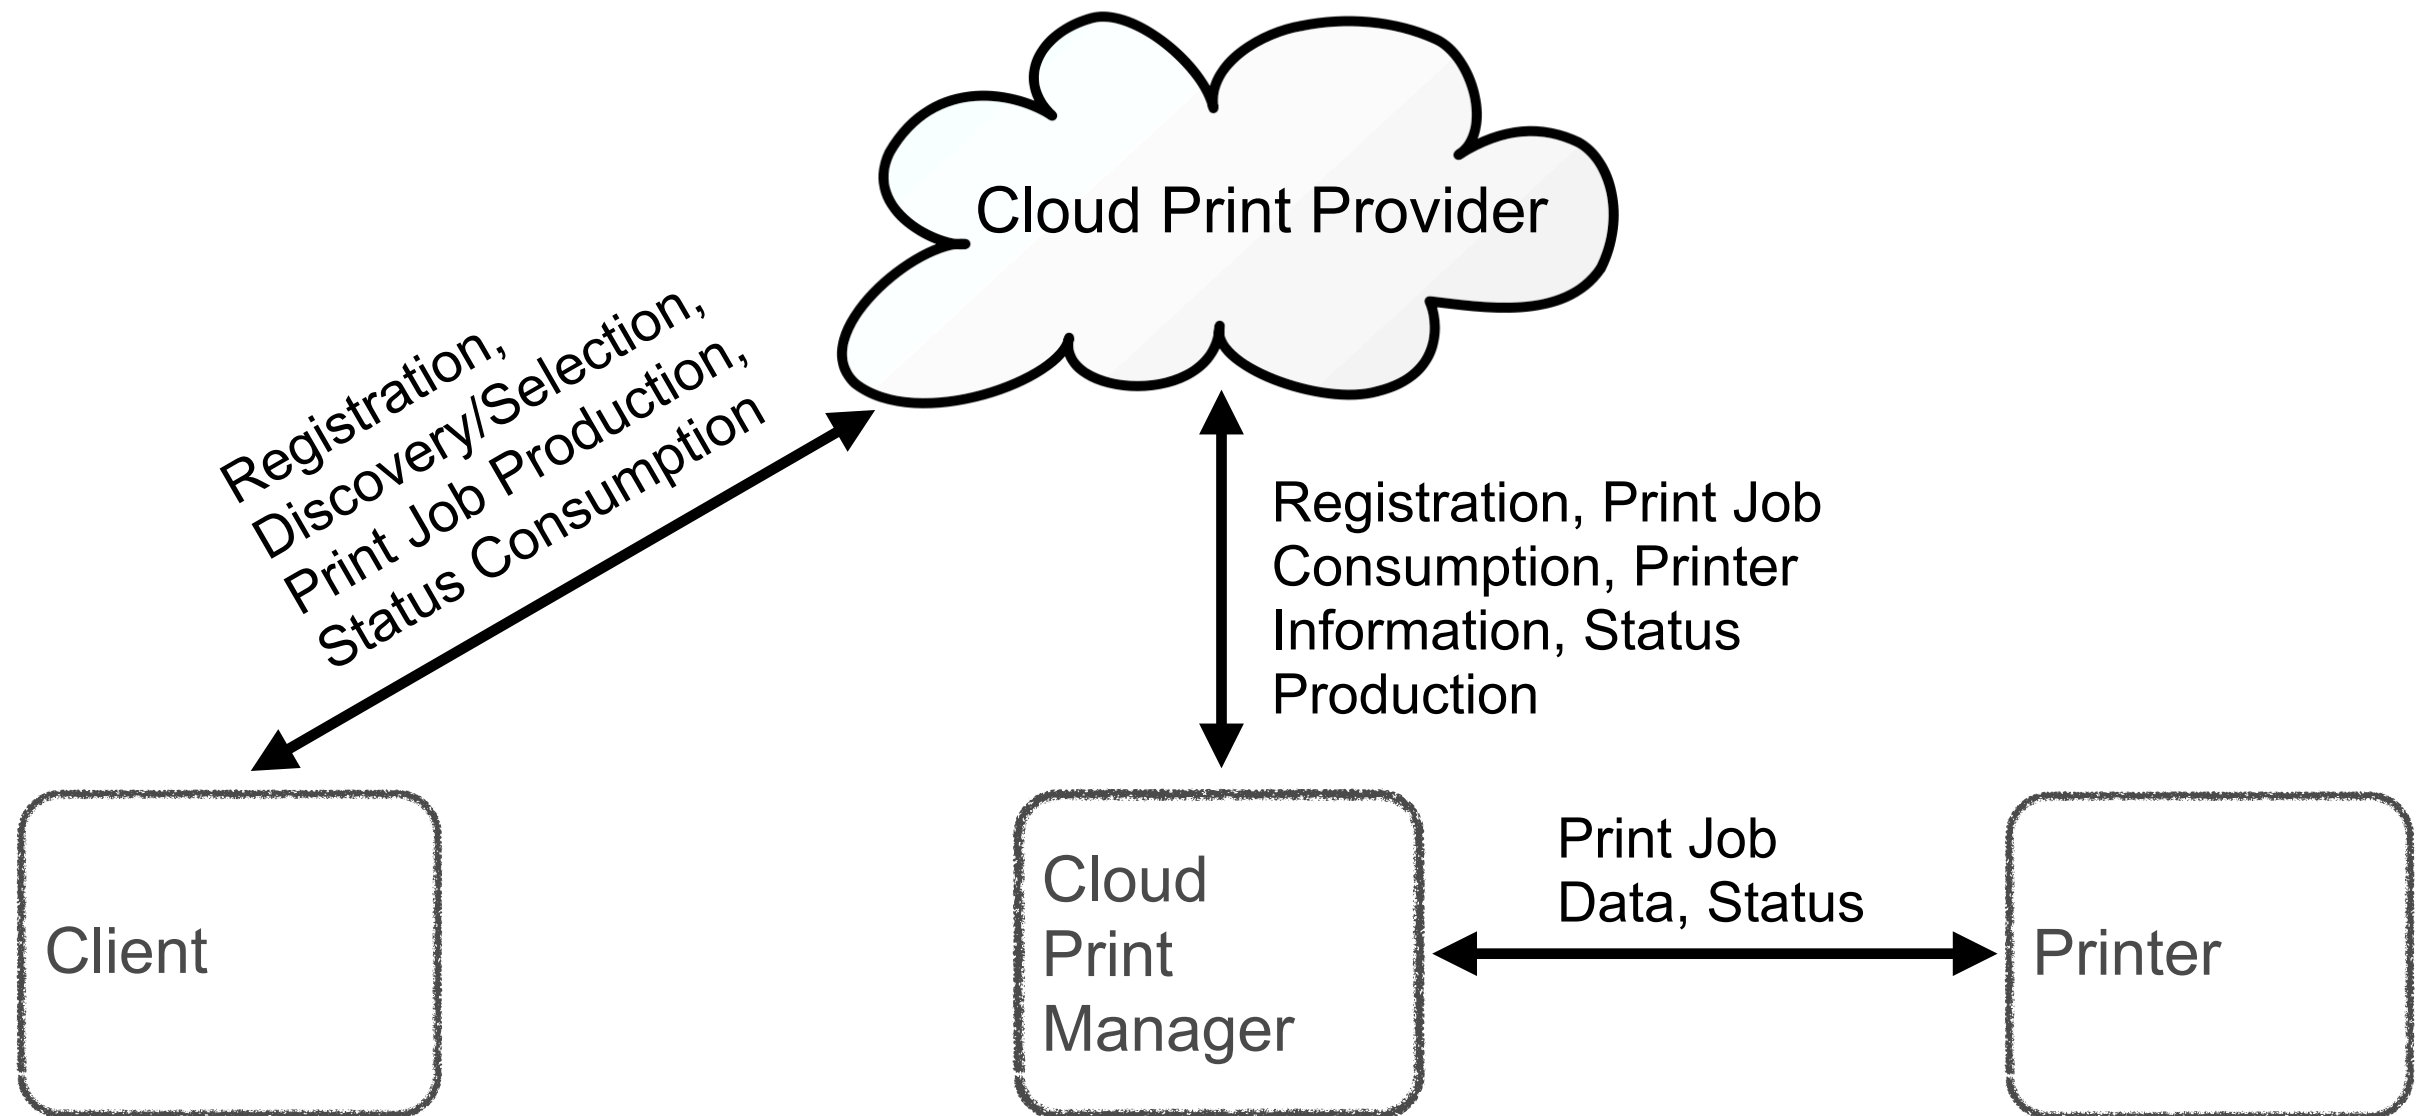 Cloud Print Provider
Registration,
Discovery/Selection,
Print Job Production,
Status Consumption
Registration, Print Job
Consumption, Printer
Information, Status
Production
Client
Cloud
Print
Manager
Print Job
Data, Status
Printer